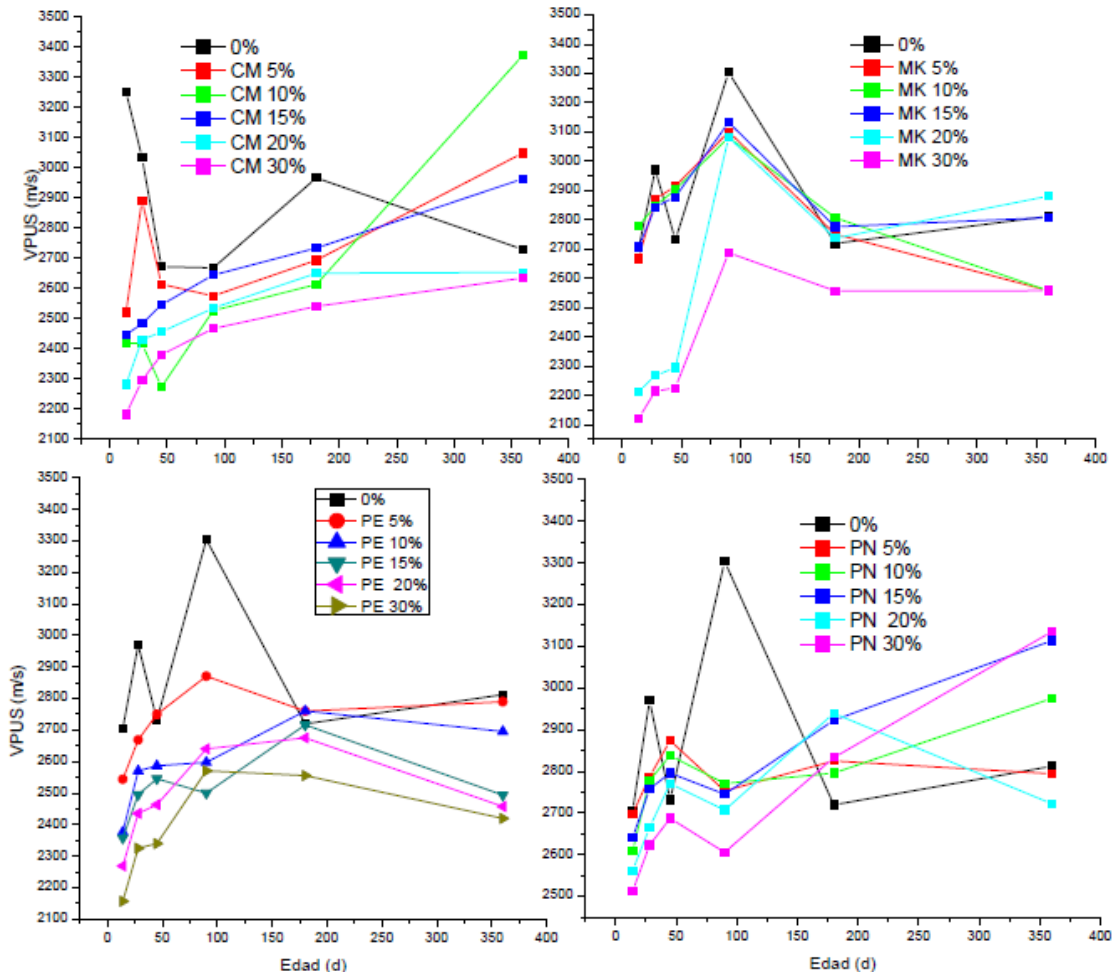 3500
3400
3300
3200
3100
3000
2900
2800
2700
2600
2500
2400
2300
2200
2100
VPUS (m/s)
0%
CM 5%
CM 10%
CM 15%
CM 20%
CM 30%
0 50 100 150 200 250 300 350 400
3500
3400
3300
3200
3100
3000
2900
2800
2700
2600
2500
2400
2300
2200
2100
0%
MK 5%
MK 10%
MK 15%
MK 20%
MK 30%
0 50 100 150 200 250 300 350 400
3500
3400
3300
3200
3100
3000
2900
2800
2700
2600
2500
2400
2300
2200
2100
VPUS (m/s)
0%
PE 5%
PE 10%
PE 15%
PE 20%
PE 30%
0 50 100 150 200 250 300 350 400
Edad (d)
3500
3400
3300
3200
3100
3000
2900
2800
2700
2600
2500
0%
PN 5%
PN 10%
PN 15%
PN 20%
PN 30%
0 50 100 150 200 250 300 350 400
Edad (d)